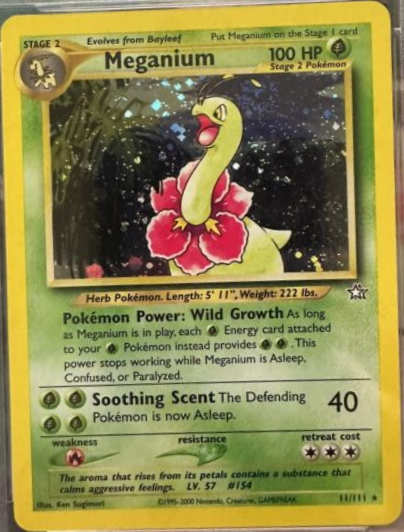 STAGE 2 Evolves from Bayleef Put Meganium on the Stage 1 card
Meganium 100 HP
Stage 2 Pokémon
Herb Pokémon. Length: 5' 11", Weight: 222 lbs.
Pokémon Power: Wild Growth As long
as Meganium is in play, each Energy card attached
to your Pokémon instead provides . This
power stops working while Meganium is Asleep,
Confused, or Paralyzed.
Soothing Scent The Defending 40
Pokémon is now Asleep.
weakness resistance retreat cost
The aroma that rises from its petals contains a substance that
calms aggressive feelings. LV. 57 #154
Illus. Ken Sugimori ©1995-2000 Nintendo, Creatures, GAMEFREAK. 11/111